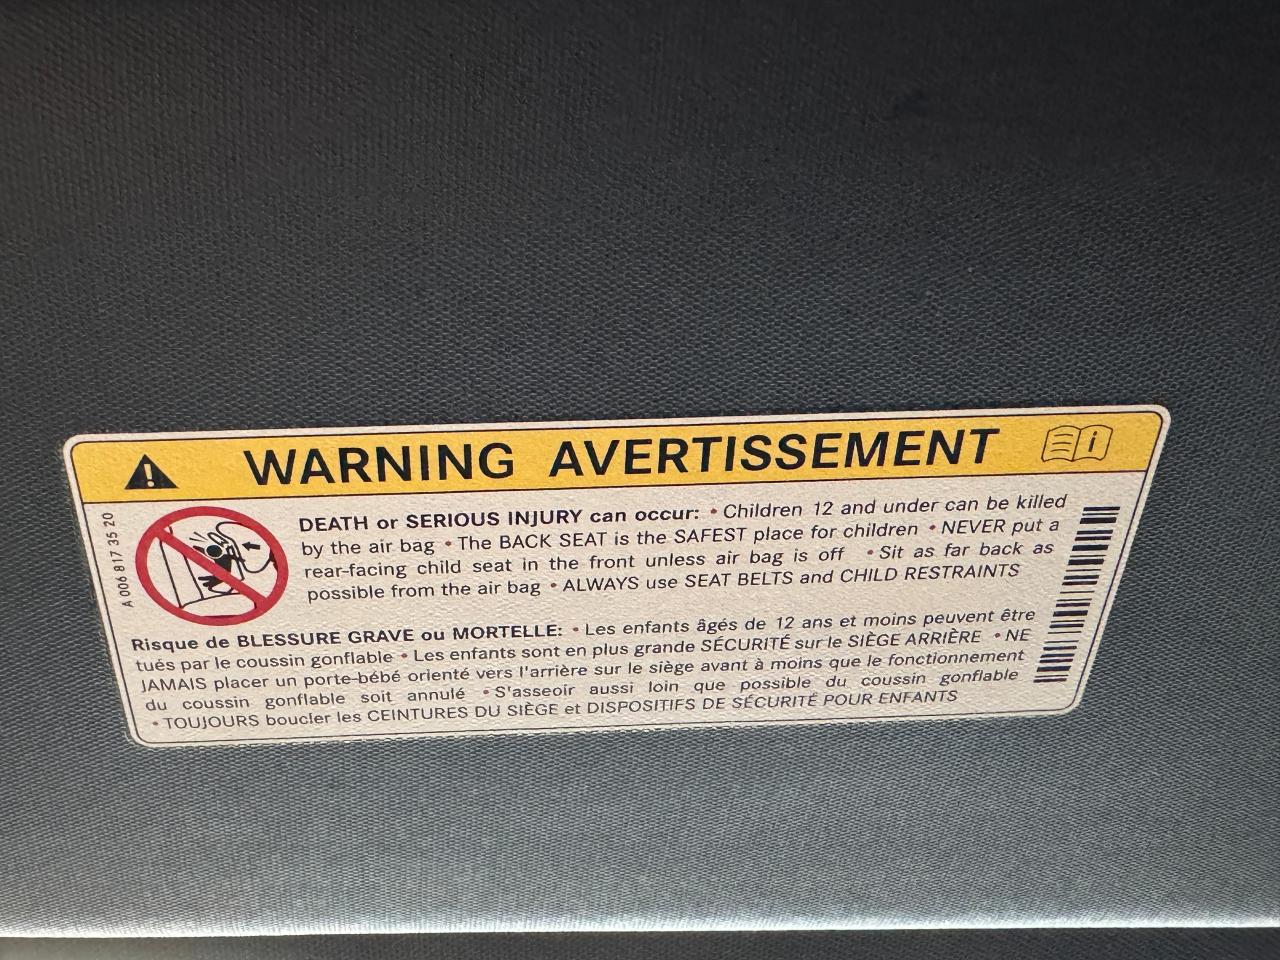 WARNING AVERTISSEMENT
A 006 817 35 20
DEATH or SERIOUS INJURY can occur: • Children 12 and under can be killed
by the air bag • The BACK SEAT is the SAFEST place for children • NEVER put a
rear-facing child seat in the front unless air bag is off • Sit as far back as
possible from the air bag • ALWAYS use SEAT BELTS and CHILD RESTRAINTS
Risque de BLESSURE GRAVE ou MORTELLE: • Les enfants âgés de 12 ans et moins peuvent être
tués par le coussin gonflable • Les enfants sont en plus grande SÉCURITÉ sur le SIÈGE ARRIÈRE • NE
JAMAIS placer un porte-bébé orienté vers l'arrière sur le siège avant à moins que le fonctionnement
du coussin gonflable soit annulé • S'asseoir aussi loin que possible du coussin gonflable
• TOUJOURS boucler les CEINTURES DU SIÈGE et DISPOSITIFS DE SÉCURITÉ POUR ENFANTS